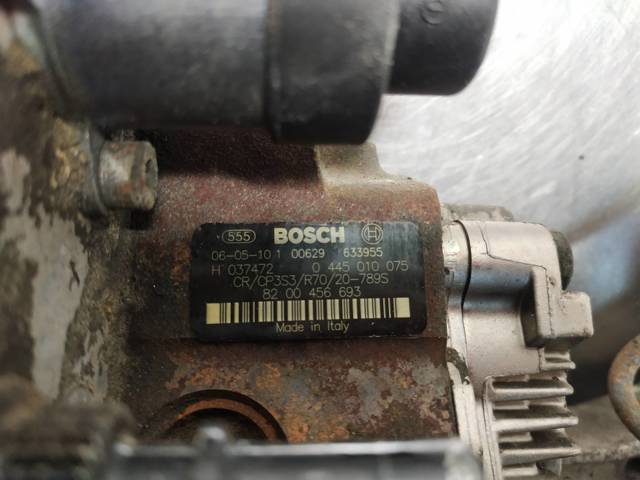 555 BOSCH
06-05-10 1 00629 633955
H 037472 0 445 010 075
CR/CP3S3/R70/20-789S
82 00 456 693
Made in Italy